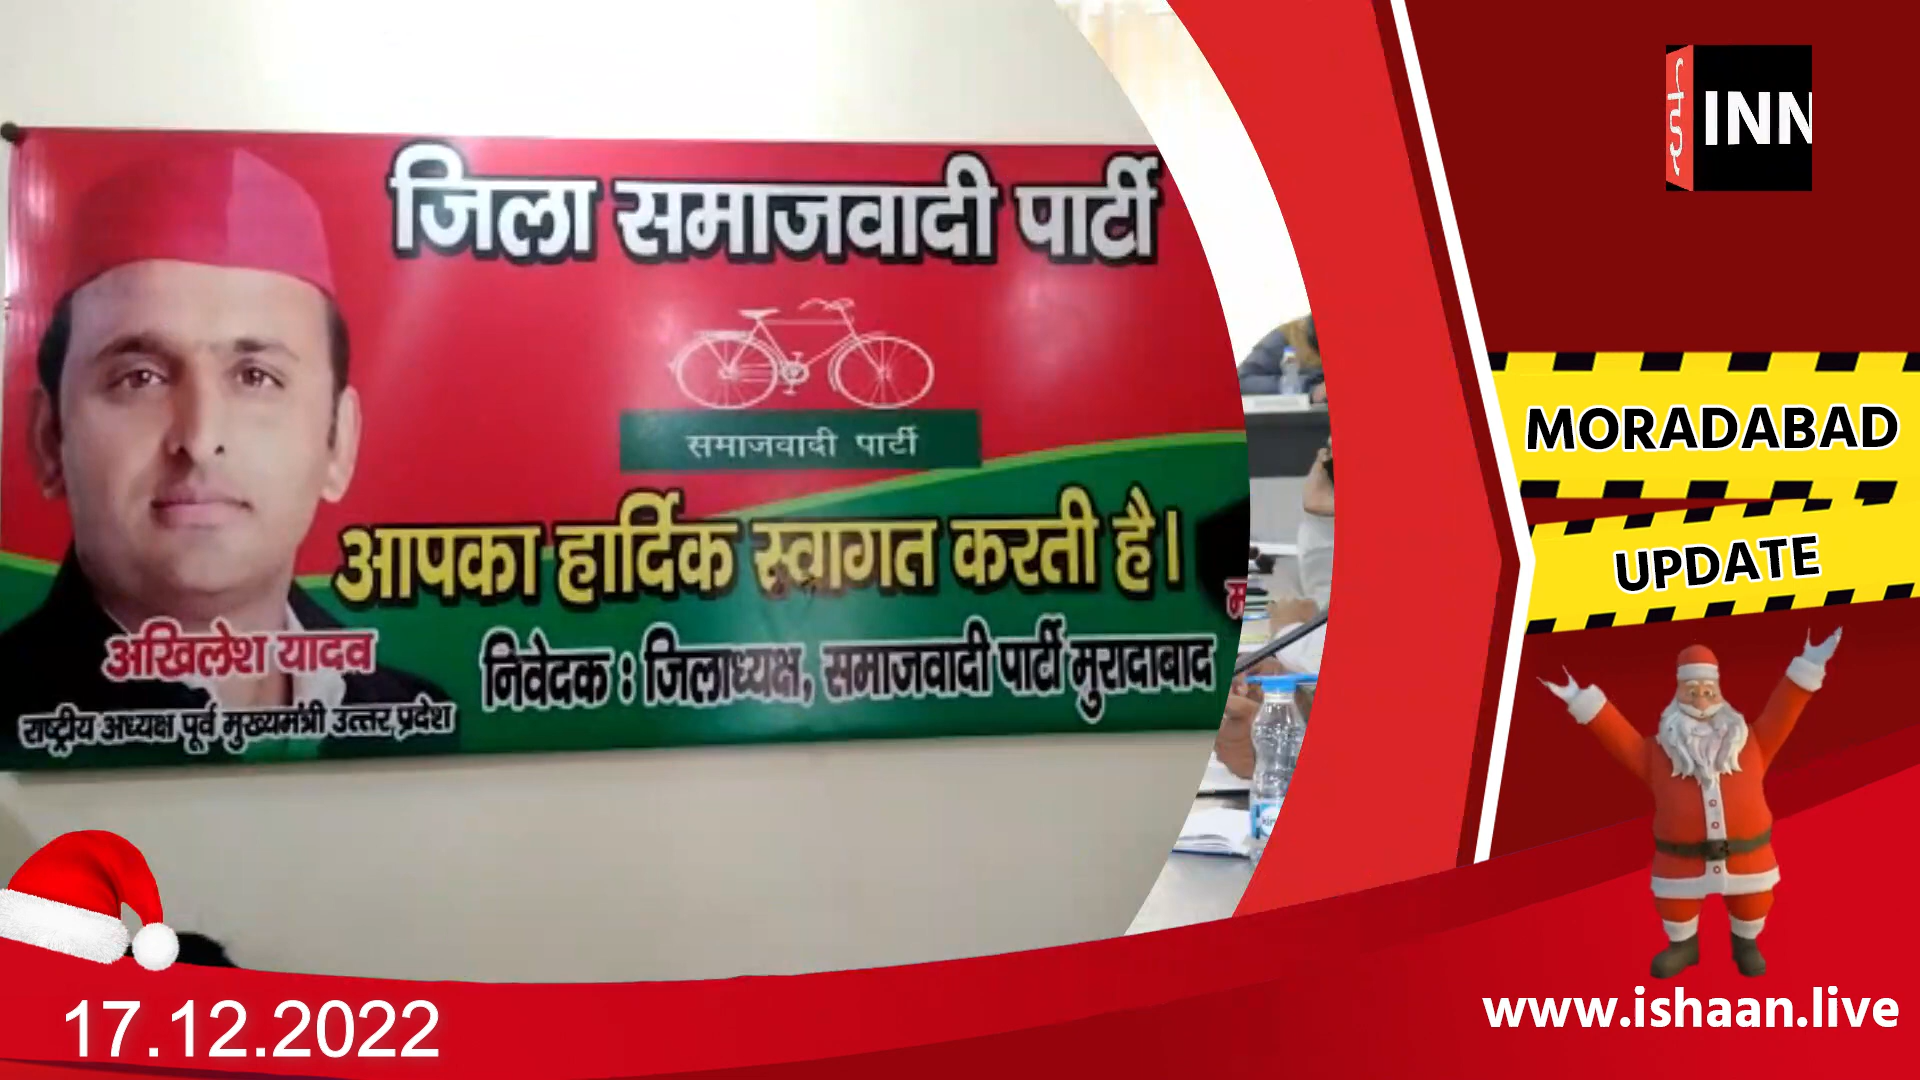 जिला समाजवादी पार्टी
समाजवादी पार्टी
आपका हार्दिक स्वागत करती है।
अखिलेश यादव
राष्ट्रीय अध्यक्ष पूर्व मुख्यमंत्री उत्तर प्रदेश
निवेदक : जिलाध्यक्ष, समाजवादी पार्टी मुरादाबाद
INN
MORADABAD
UPDATE
17.12.2022
www.ishaan.live